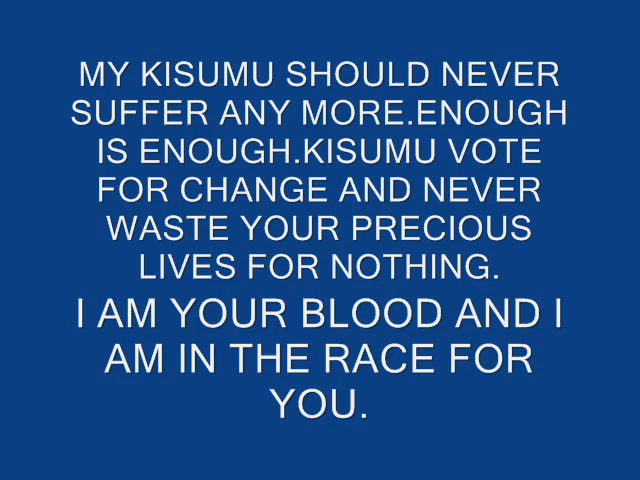 MY KISUMU SHOULD NEVER
SUFFER ANY MORE.ENOUGH
IS ENOUGH.KISUMU VOTE
FOR CHANGE AND NEVER
WASTE YOUR PRECIOUS
LIVES FOR NOTHING.
I AM YOUR BLOOD AND I
AM IN THE RACE FOR
YOU.